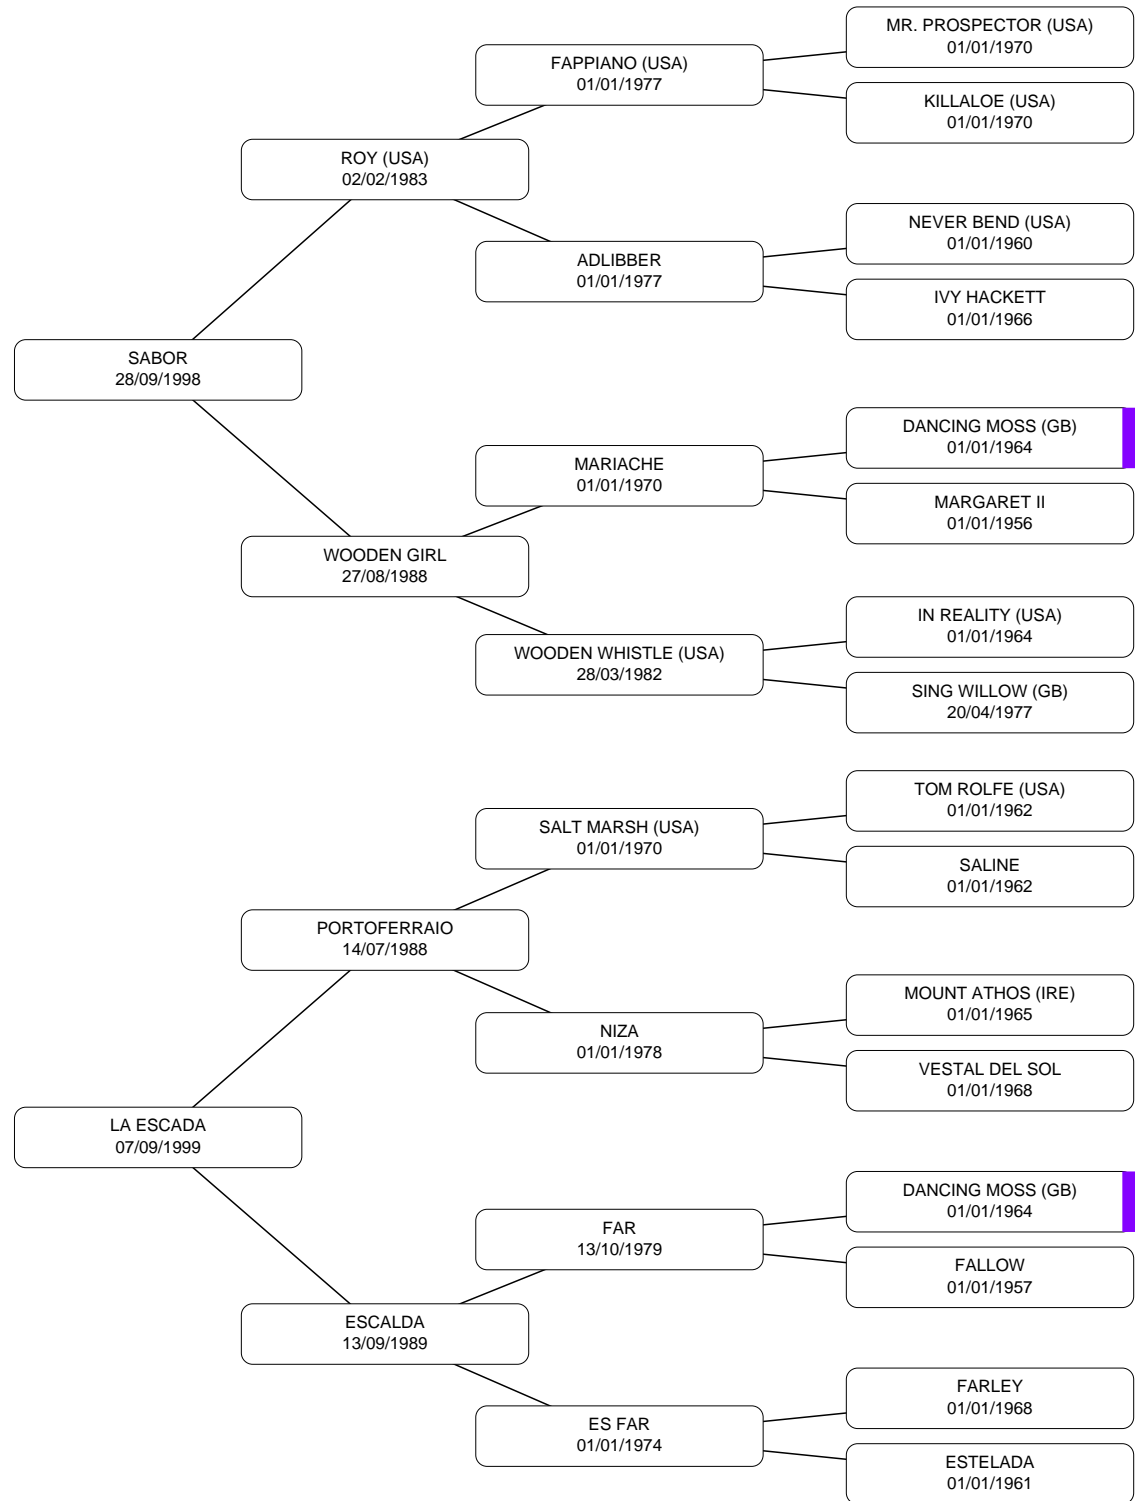 MR. PROSPECTOR (USA)
01/01/1970
FAPPIANO (USA)
01/01/1977
KILLALOE (USA)
01/01/1970
ROY (USA)
02/02/1983
NEVER BEND (USA)
01/01/1960
ADLIBBER
01/01/1977
IVY HACKETT
01/01/1966
SABOR
28/09/1998
DANCING MOSS (GB)
01/01/1964
MARIACHE
01/01/1970
MARGARET II
01/01/1956
WOODEN GIRL
27/08/1988
IN REALITY (USA)
01/01/1964
WOODEN WHISTLE (USA)
28/03/1982
SING WILLOW (GB)
20/04/1977
TOM ROLFE (USA)
01/01/1962
SALT MARSH (USA)
01/01/1970
SALINE
01/01/1962
PORTOFERRAIO
14/07/1988
MOUNT ATHOS (IRE)
01/01/1965
NIZA
01/01/1978
VESTAL DEL SOL
01/01/1968
LA ESCADA
07/09/1999
DANCING MOSS (GB)
01/01/1964
FAR
13/10/1979
FALLOW
01/01/1957
ESCALDA
13/09/1989
FARLEY
01/01/1968
ES FAR
01/01/1974
ESTELADA
01/01/1961